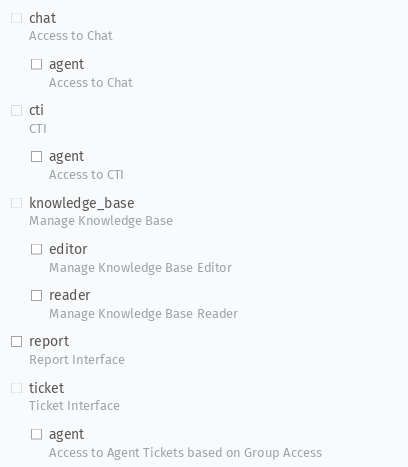 chat
Access to Chat
agent
Access to Chat
cti
CTI
agent
Access to CTI
knowledge_base
Manage Knowledge Base
editor
Manage Knowledge Base Editor
reader
Manage Knowledge Base Reader
report
Report Interface
ticket
Ticket Interface
agent
Access to Agent Tickets based on Group Access